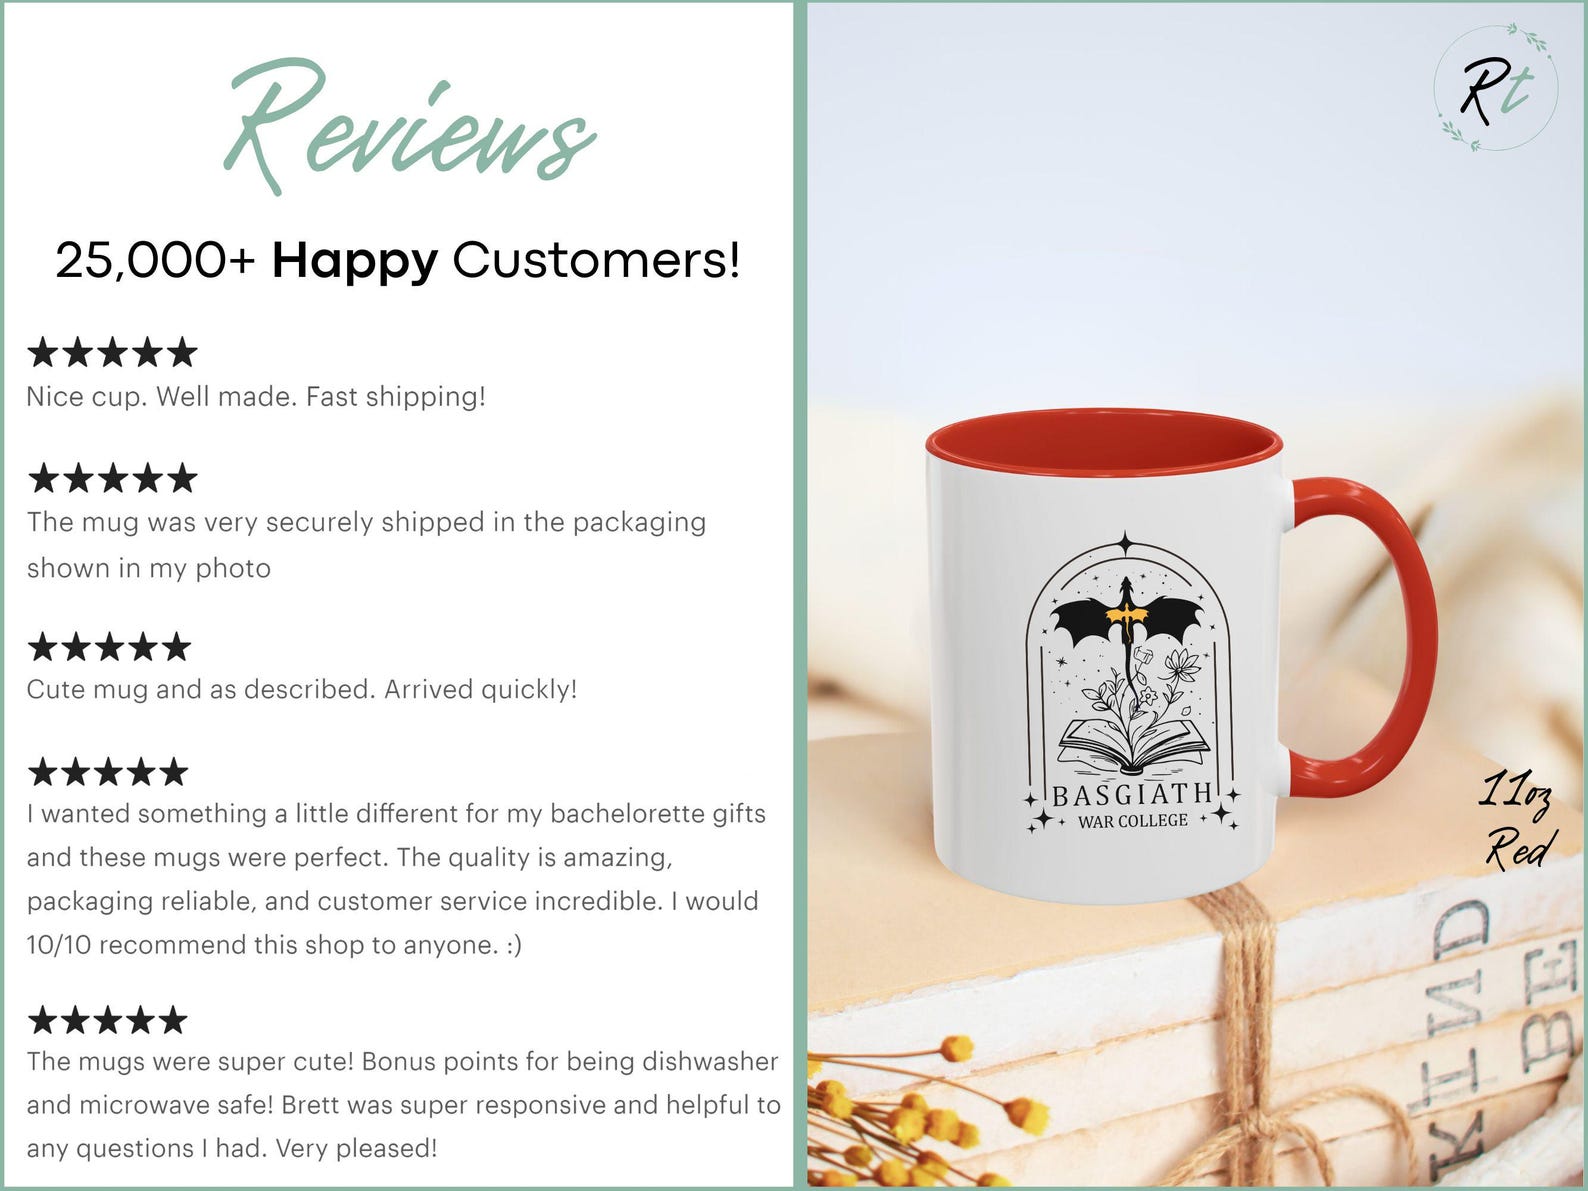 Reviews
25,000+ Happy Customers!
★★★★★
Nice cup. Well made. Fast shipping!
★★★★★
The mug was very securely shipped in the packaging
shown in my photo
★★★★★
Cute mug and as described. Arrived quickly!
★★★★★
I wanted something a little different for my bachelorette gifts
and these mugs were perfect. The quality is amazing,
packaging reliable, and customer service incredible. I would
10/10 recommend this shop to anyone. :)
★★★★★
The mugs were super cute! Bonus points for being dishwasher
and microwave safe! Brett was super responsive and helpful to
any questions I had. Very pleased!
Rt
BASGIATH
WAR COLLEGE
11oz
Red
KIND
BE